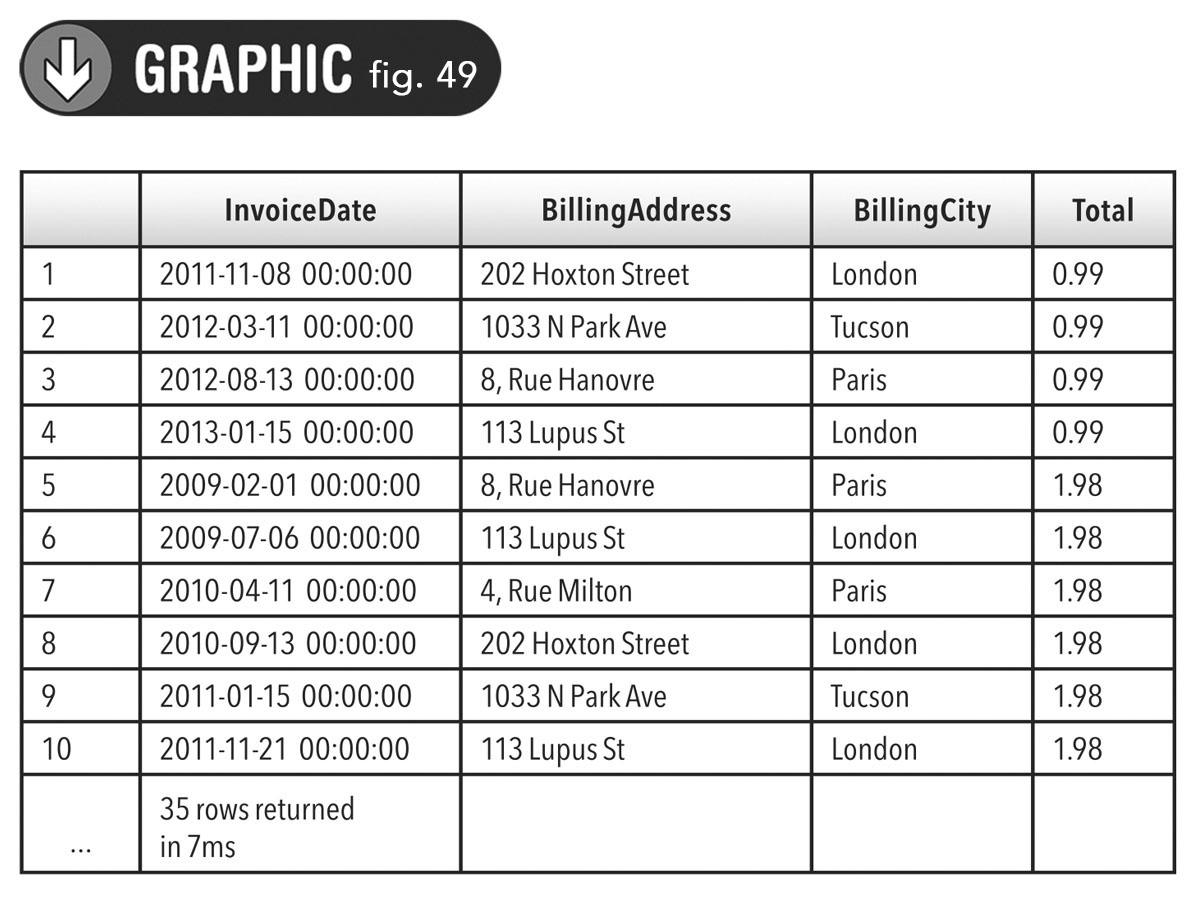 GRAPHIC fig. 49
InvoiceDate BillingAddress BillingCity Total
1 2011-11-08 00:00:00 202 Hoxton Street London 0.99
2 2012-03-11 00:00:00 1033 N Park Ave Tucson 0.99
3 2012-08-13 00:00:00 8, Rue Hanovre Paris 0.99
4 2013-01-15 00:00:00 113 Lupus St London 0.99
5 2009-02-01 00:00:00 8, Rue Hanovre Paris 1.98
6 2009-07-06 00:00:00 113 Lupus St London 1.98
7 2010-04-11 00:00:00 4, Rue Milton Paris 1.98
8 2010-09-13 00:00:00 202 Hoxton Street London 1.98
9 2011-01-15 00:00:00 1033 N Park Ave Tucson 1.98
10 2011-11-21 00:00:00 113 Lupus St London 1.98
35 rows returned
... in 7ms